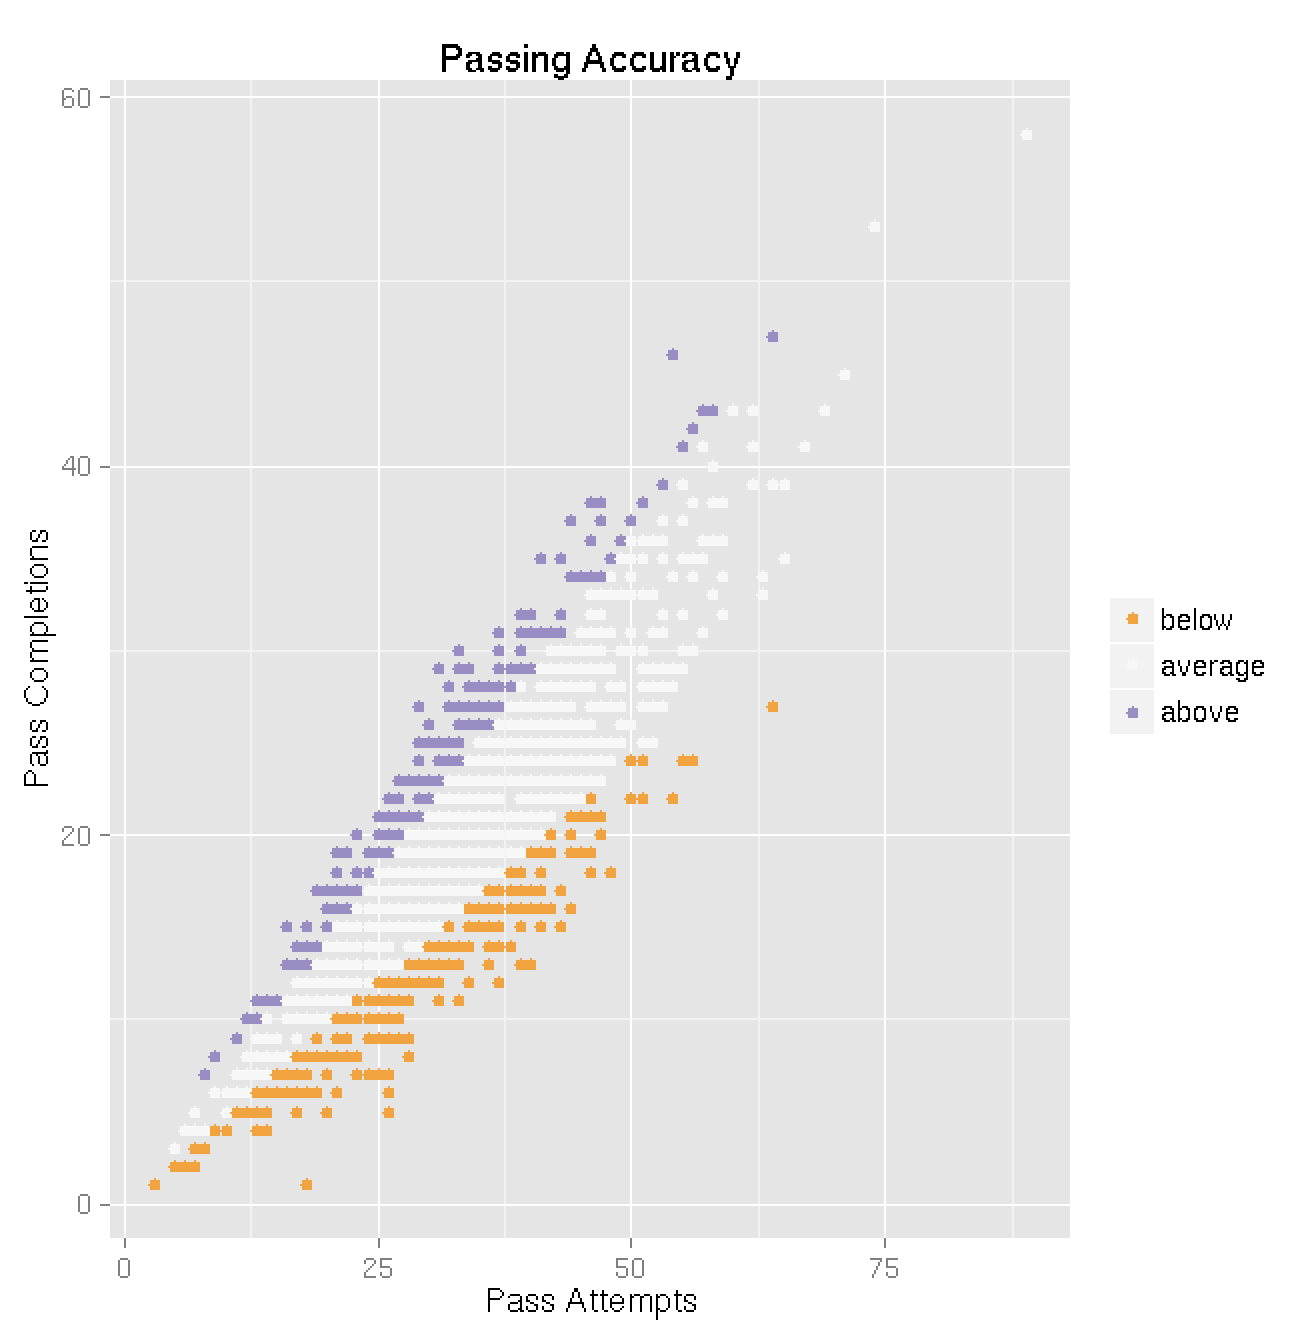 Passing Accuracy
60
40
20
0
Pass Completions
0 25 50 75
Pass Attempts
below
average
above